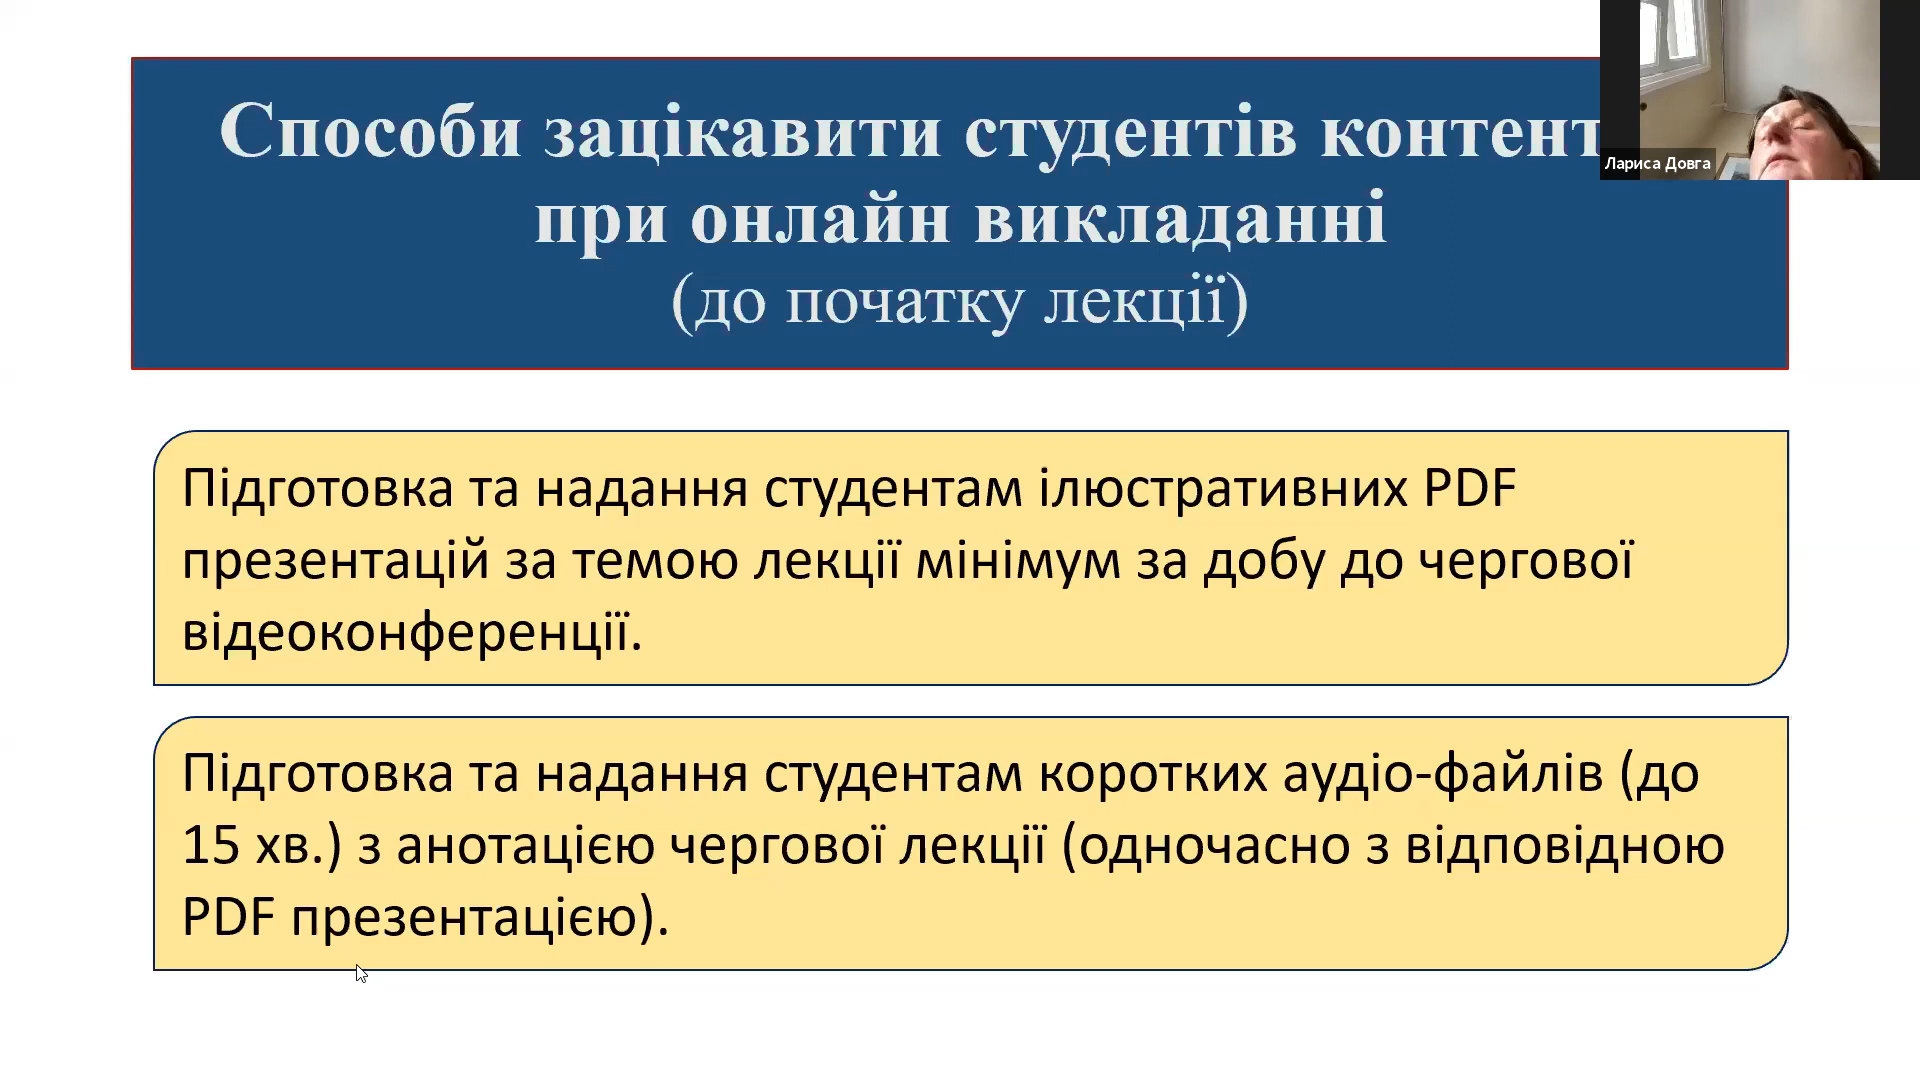 Способи зацікавити студентів контент
при онлайн викладанні
(до початку лекції)
Лариса Довга
Підготовка та надання студентам ілюстративних PDF
презентацій за темою лекції мінімум за добу до чергової
відеоконференції.
Підготовка та надання студентам коротких аудіо-файлів (до
15 хв.) з анотацією чергової лекції (одночасно з відповідною
PDF презентацією).